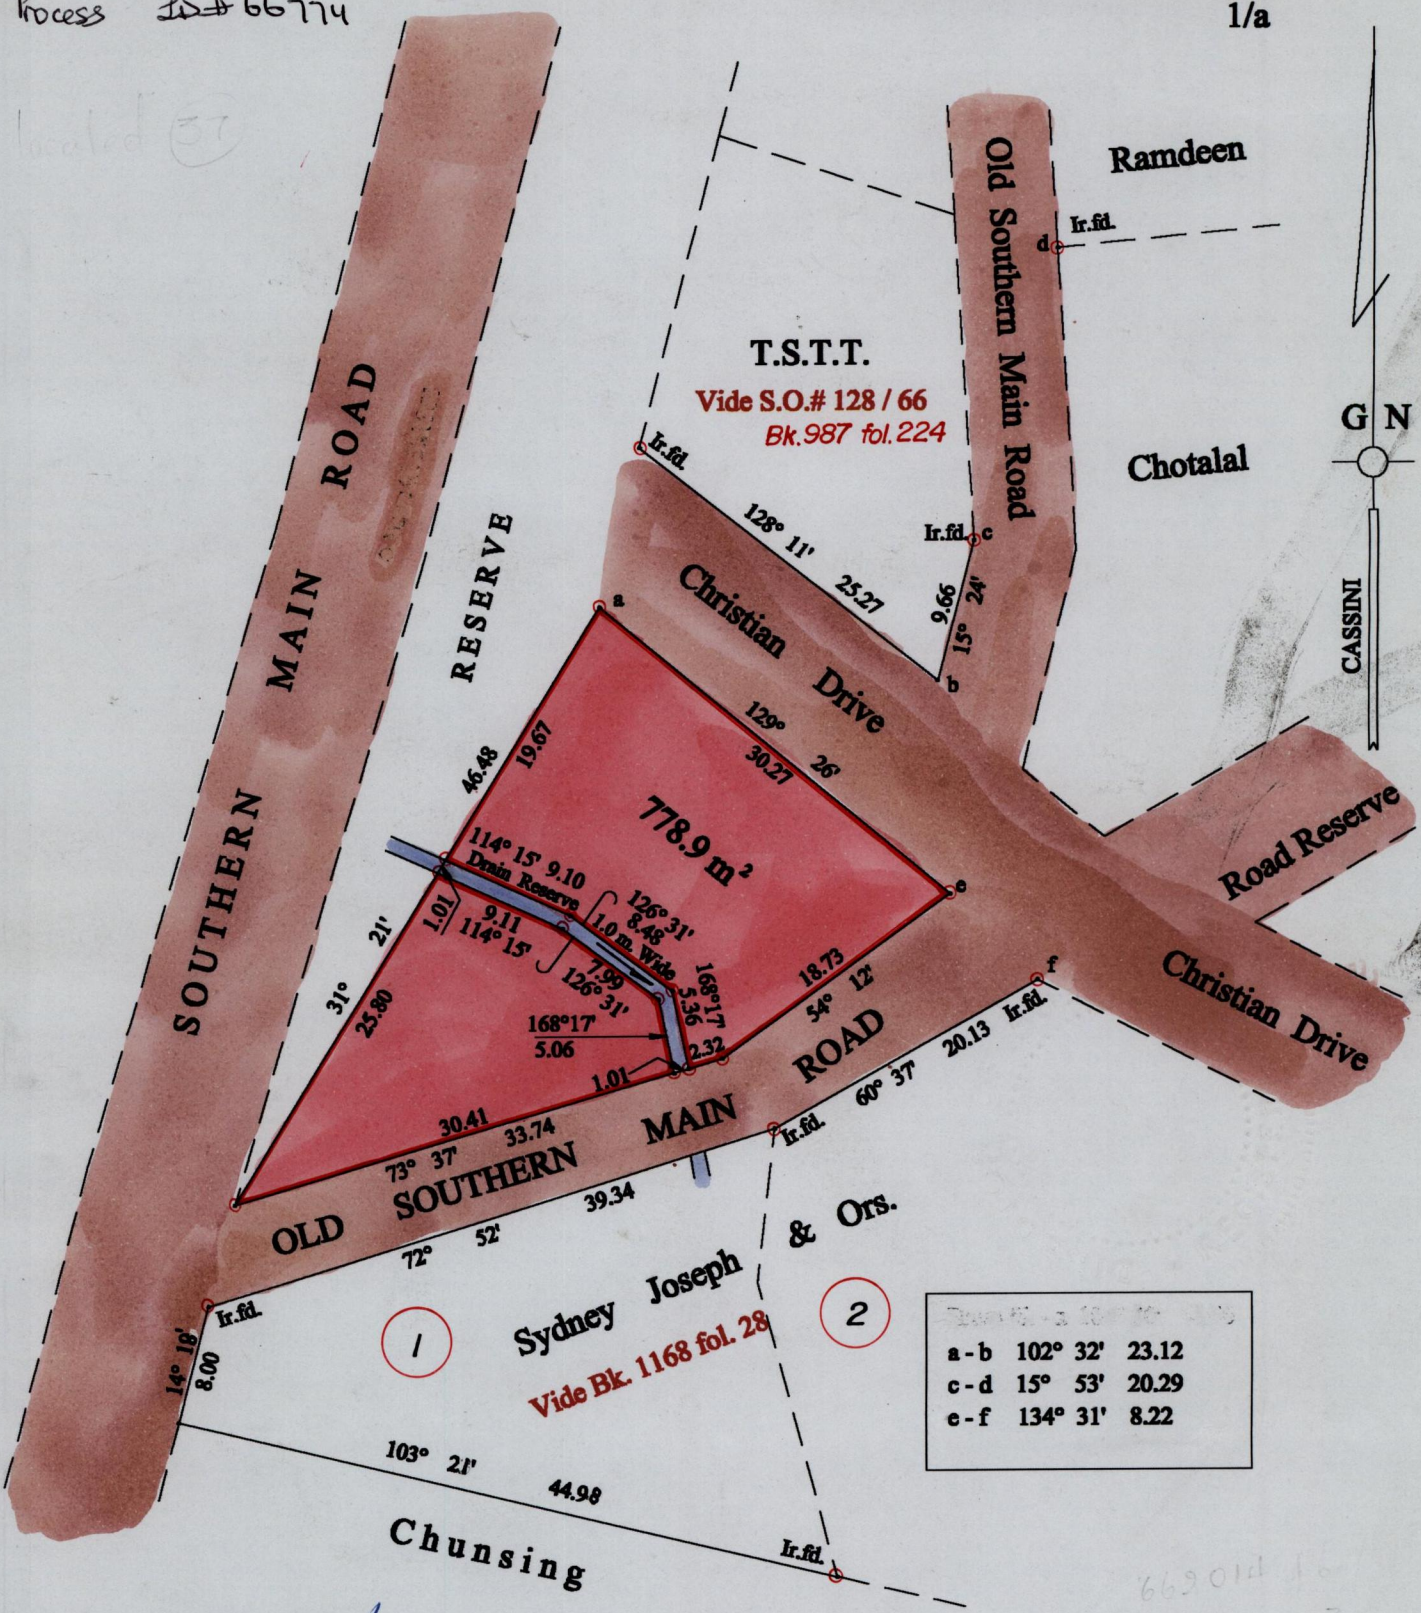 Process ID# 66774
1/a
located 37
Ramdeen
Ir.fd.
d
Old Southern Main Road
T.S.T.T.
Vide S.O.# 128 / 66
Bk.987 fol.224
G N
Chotalal
CASSINI
Ir.fd.
128° 11' 25.27
Ir.fd. c
9.66
15° 24'
b
SOUTHERN MAIN ROAD
RESERVE
a
Christian Drive
129° 26'
30.27
46.48
19.67
778.9 m²
Road Reserve
e
114° 15' 9.10
Drain Reserve
1.01
9.11
114° 15'
126° 31'
8.48
1.0 m. Wide
7.99
126° 31'
168° 17'
5.36
168° 17'
5.06
2.32
1.01
18.73
54° 12'
31° 21'
25.80
f
Ir.fd.
Christian Drive
20.13
60° 37'
30.41
33.74
73° 37'
OLD SOUTHERN MAIN ROAD
Ir.fd.
39.34
72° 52'
Ir.fd.
14° 18'
8.00
1
Sydney Joseph & Ors.
Vide Bk. 1168 fol. 28
2
a - b 102° 32' 23.12
c - d 15° 53' 20.29
e - f 134° 31' 8.22
103° 21' 44.98
Chunsing
Ir.fd.